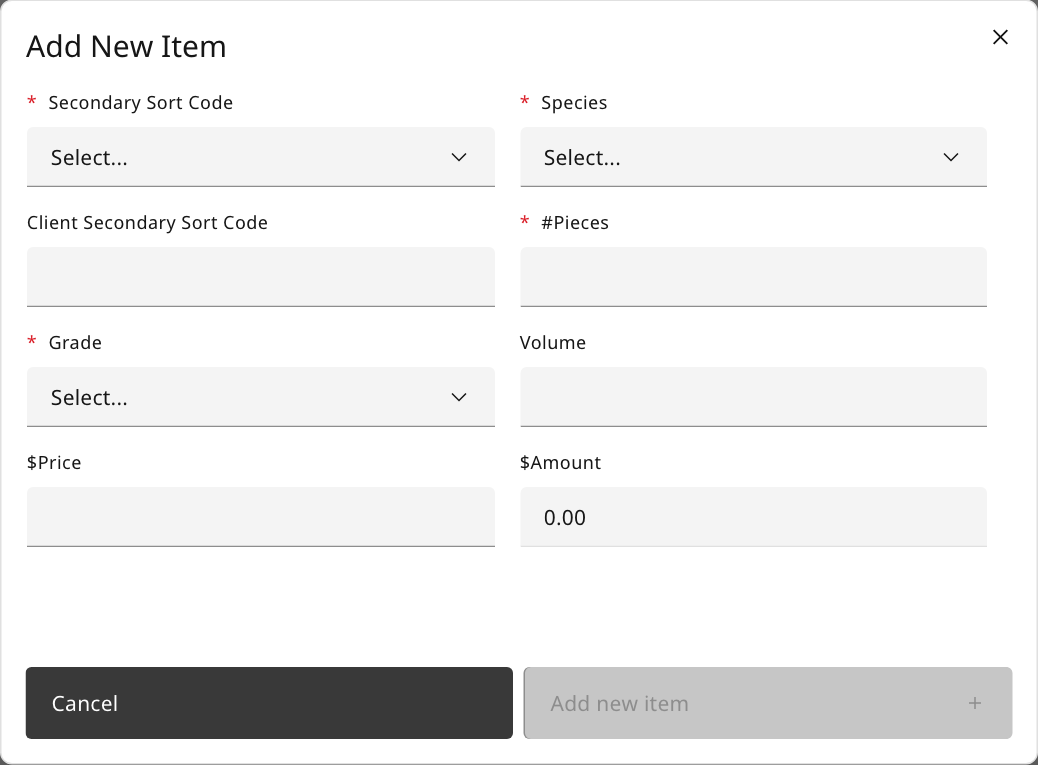 Add New Item
* Secondary Sort Code
* Species
Select...
Select...
Client Secondary Sort Code
* #Pieces
* Grade
Volume
Select...
$Price
$Amount
0.00
Cancel
Add new item +